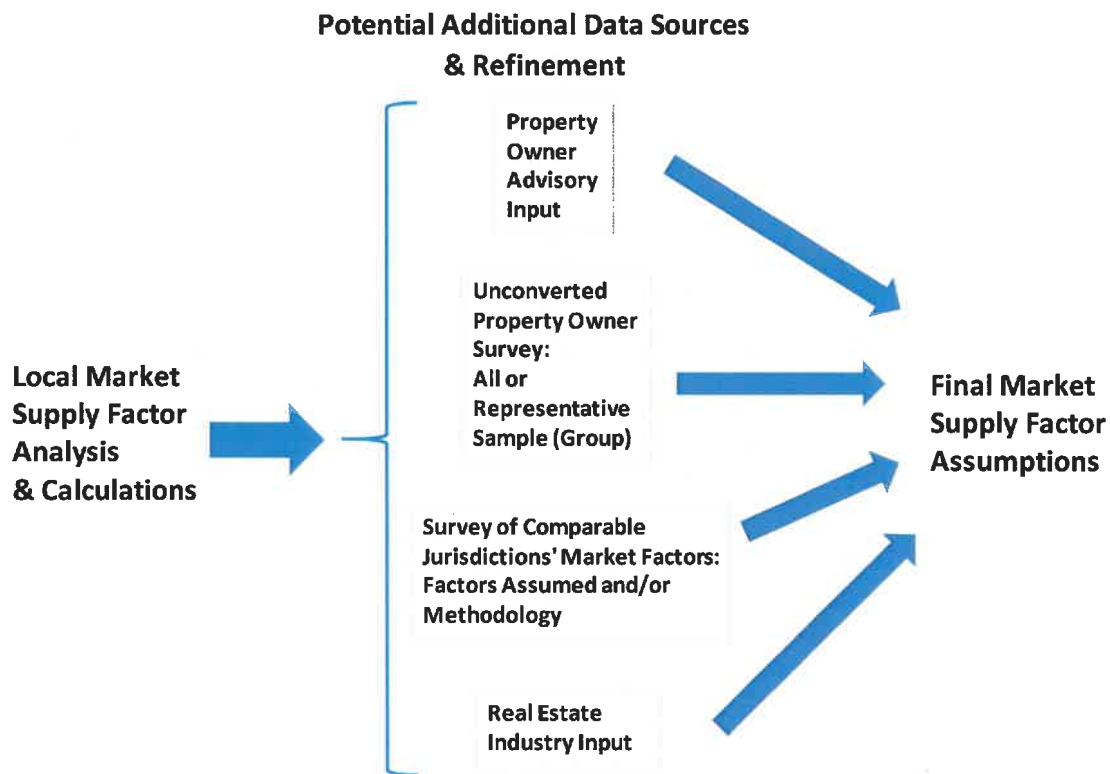 Potential Additional Data Sources
& Refinement
Property
Owner
Advisory
Input
Unconverted
Property Owner
Survey:
All or
Representative
Sample (Group)
Local Market
Supply Factor
Analysis
& Calculations
Final Market
Supply Factor
Assumptions
Survey of Comparable
Jurisdictions' Market Factors:
Factors Assumed and/or
Methodology
Real Estate
Industry Input